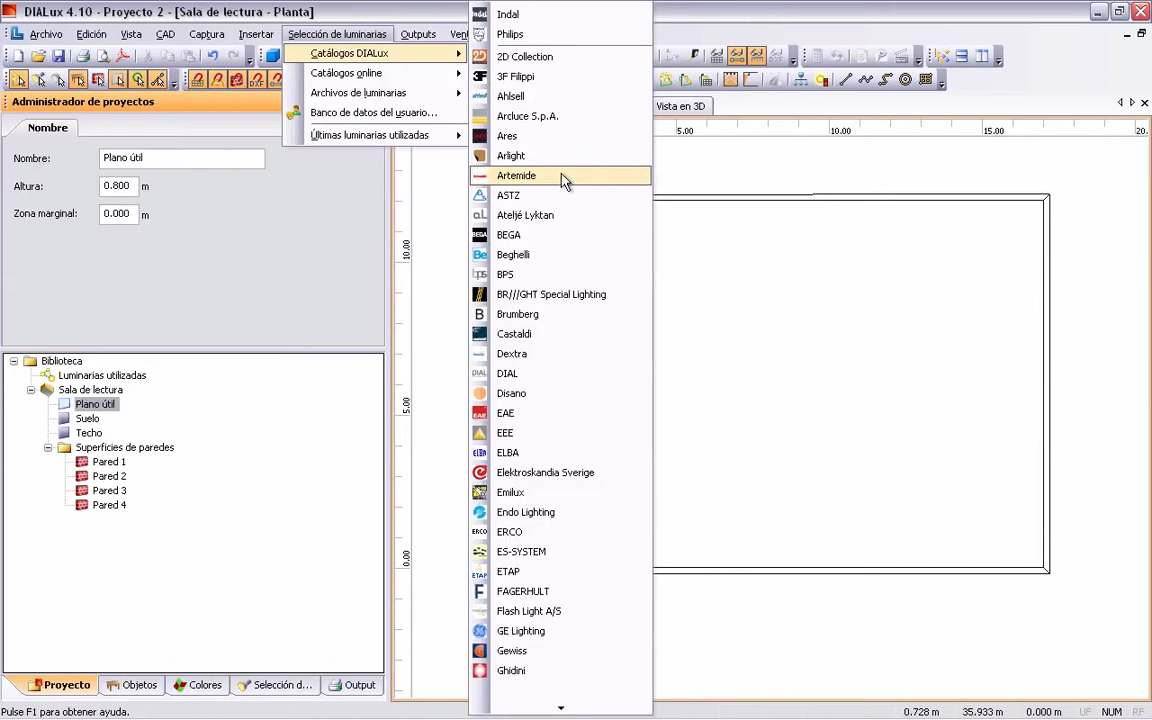 DIALux 4.10 - Proyecto 2 - [Sala de lectura - Planta]
Archivo Edición Vista CAD Captura Insertar Selección de luminarias Outputs
Administrador de proyectos
Nombre
Nombre: Plano útil
Altura: 0.800 m
Zona marginal: 0.000 m
Biblioteca
Luminarias utilizadas
Sala de lectura
Plano útil
Suelo
Techo
Superficies de paredes
Pared 1
Pared 2
Pared 3
Pared 4
Proyecto Objetos Colores Selección d... Output
Pulse F1 para obtener ayuda.
Catálogos DIALux
Catálogos online
Archivos de luminarias
Banco de datos del usuario...
Últimas luminarias utilizadas
Indal
Philips
2D Collection
3F Filippi
Ahlsell
Arcluce S.p.A.
Ares
Arlight
Artemide
ASTZ
Ateljé Lyktan
BEGA
Beghelli
BPS
BR///GHT Special Lighting
Brumberg
Castaldi
Dextra
DIAL
Disano
EAE
EEE
ELBA
Elektroskandia Sverige
Emilux
Endo Lighting
ERCO
ES-SYSTEM
ETAP
FAGERHULT
Flash Light A/S
GE Lighting
Gewiss
Ghidini
Vista en 3D
5.00 10.00 15.00 20.
10.00
5.00
0.00
0.728 m 35.933 m 0.000 m UF NUM RF